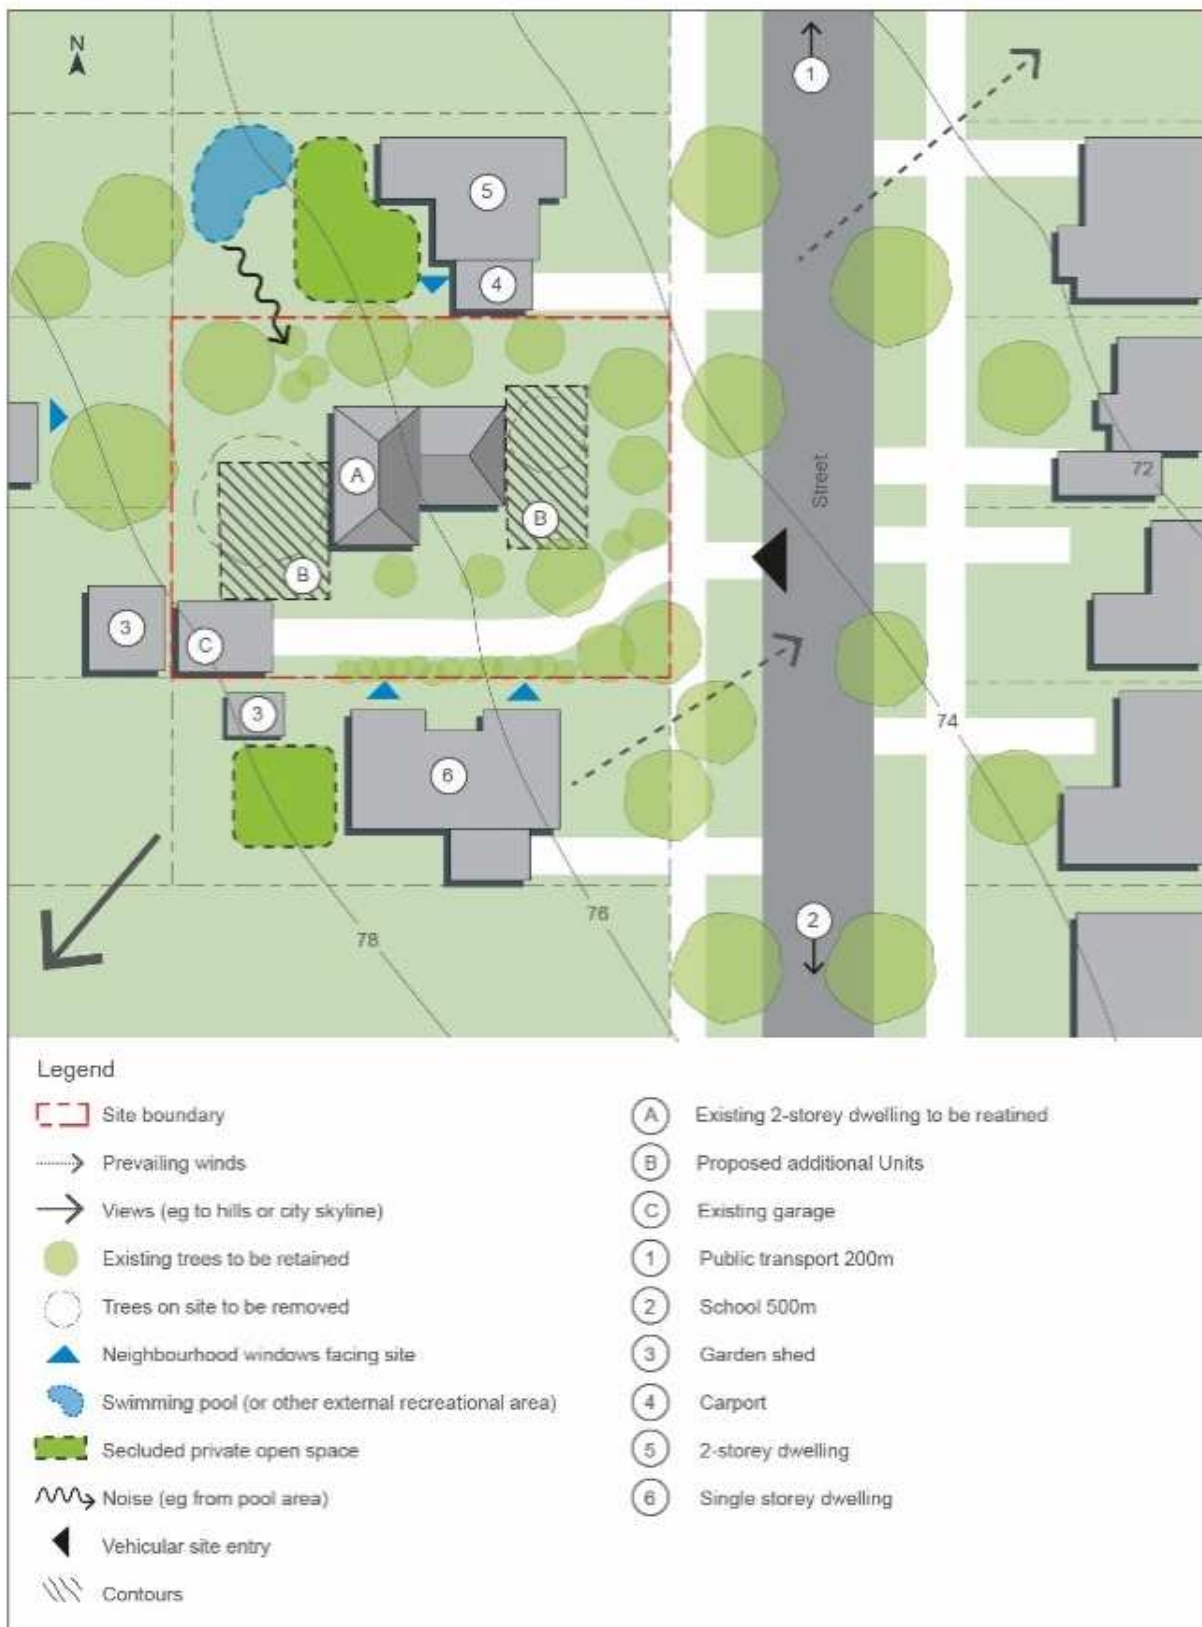 N
1
5
4
A
B
B
Street
72
3
C
3
6
74
76
78
2
Legend
Site boundary
Prevailing winds
Views (eg to hills or city skyline)
Existing trees to be retained
Trees on site to be removed
Neighbourhood windows facing site
Swimming pool (or other external recreational area)
Secluded private open space
Noise (eg from pool area)
Vehicular site entry
Contours
A Existing 2-storey dwelling to be reatined
B Proposed additional Units
C Existing garage
1 Public transport 200m
2 School 500m
3 Garden shed
4 Carport
5 2-storey dwelling
6 Single storey dwelling